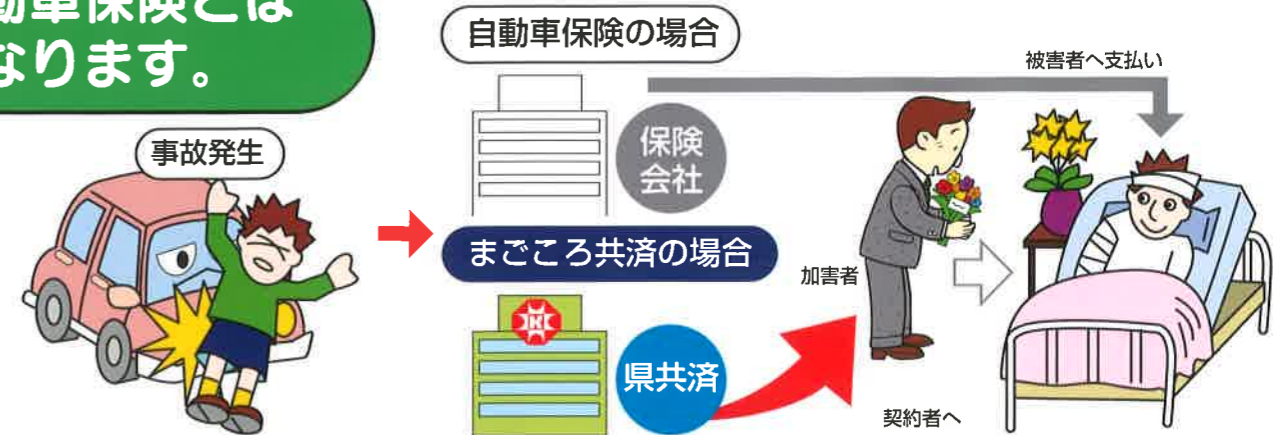 動車保険とは
なります。
事故発生
自動車保険の場合
保険
会社
被害者へ支払い
まごころ共済の場合
K
県共済
加害者
契約者へ